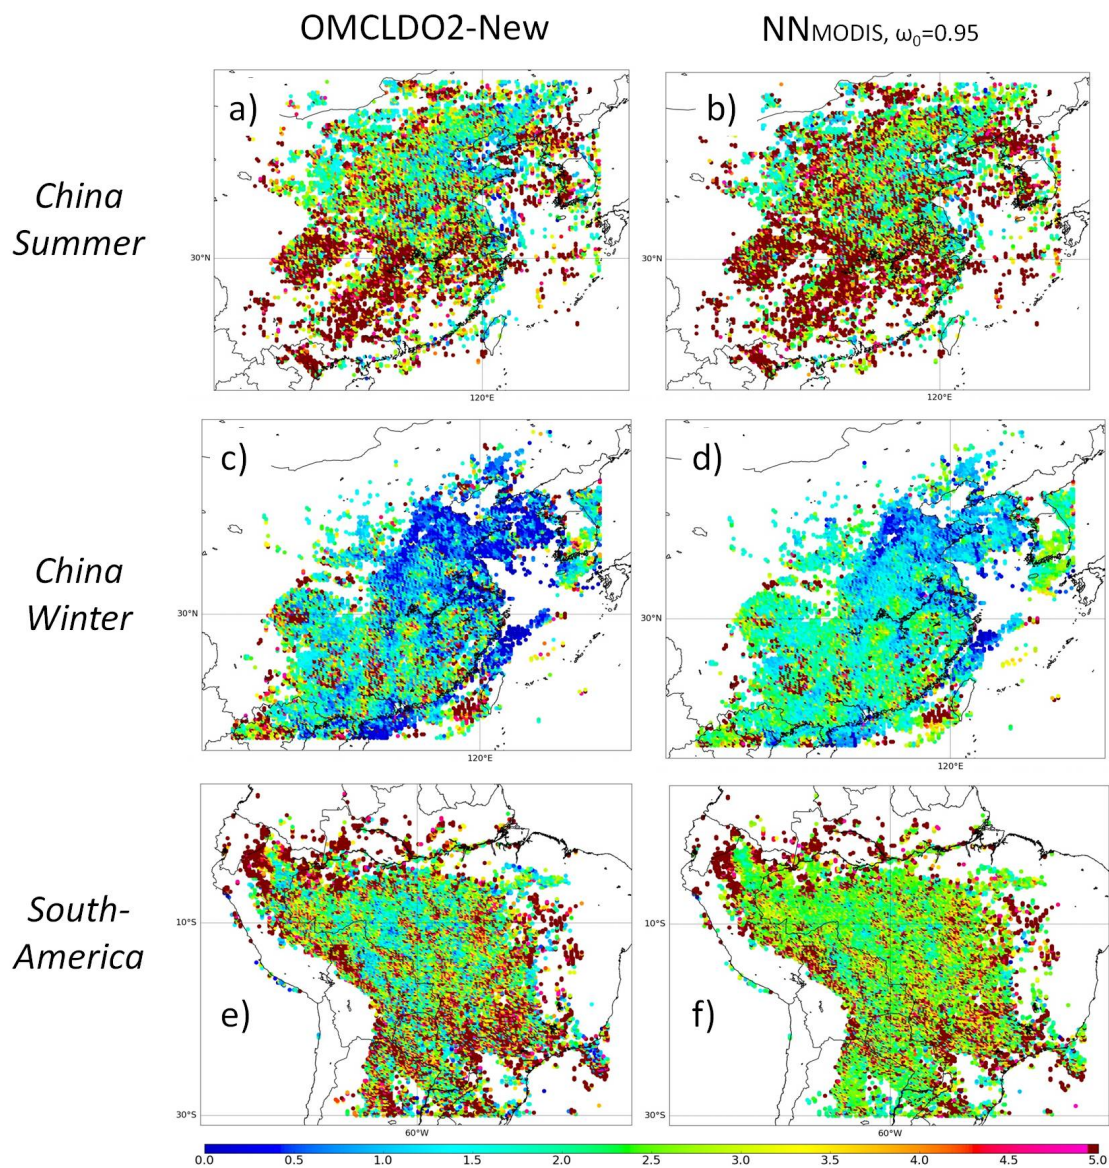 OMCLDO2-New
NNMODIS, ω₀=0.95
China
Summer
a)
b)
30°N
30°N
120°E
120°E
China
Winter
c)
d)
30°N
30°N
120°E
120°E
South-
America
e)
f)
10°S
10°S
30°S
30°S
60°W
60°W
0.0 0.5 1.0 1.5 2.0 2.5 3.0 3.5 4.0 4.5 5.0